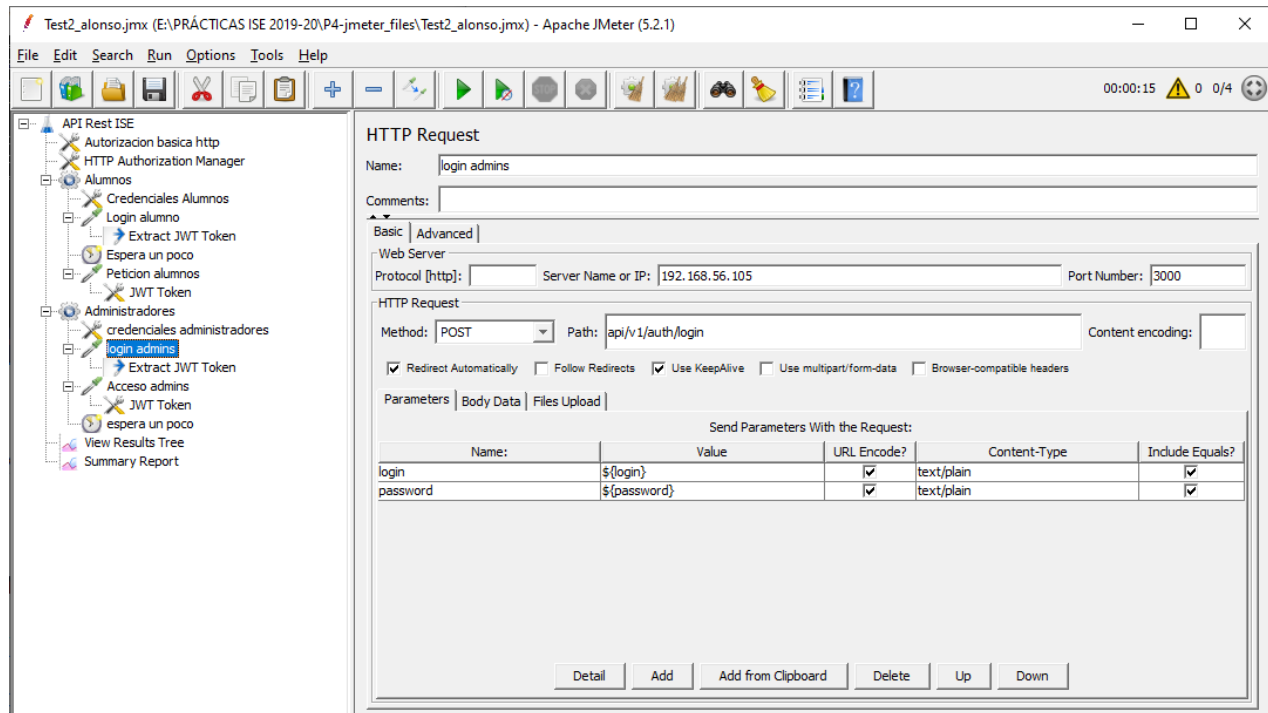 Test2_alonso.jmx (E:\PRÁCTICAS ISE 2019-20\P4-jmeter_files\Test2_alonso.jmx) - Apache JMeter (5.2.1)
File Edit Search Run Options Tools Help
STOP
00:00:15 0 0/4
API Rest ISE
Autorizacion basica http
HTTP Authorization Manager
Alumnos
Credenciales Alumnos
Login alumno
Extract JWT Token
Espera un poco
Peticion alumnos
JWT Token
Administradores
credenciales administradores
login admins
Extract JWT Token
Acceso admins
JWT Token
espera un poco
View Results Tree
Summary Report
HTTP Request
Name: login admins
Comments:
Basic Advanced
Web Server
Protocol [http]: Server Name or IP: 192.168.56.105 Port Number: 3000
HTTP Request
Method: POST Path: api/v1/auth/login Content encoding:
Redirect Automatically Follow Redirects Use KeepAlive Use multipart/form-data Browser-compatible headers
Parameters Body Data Files Upload
Send Parameters With the Request:
Name: Value URL Encode? Content-Type Include Equals?
login ${login} text/plain
password ${password} text/plain
Detail Add Add from Clipboard Delete Up Down